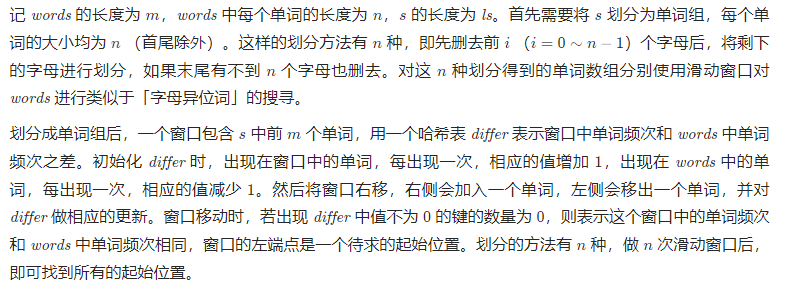 记 words 的长度为 m，words 中每个单词的长度为 n，s 的长度为 ls。首先需要将 s 划分为单词组，每个单
词的大小均为 n （首尾除外）。这样的划分方法有 n 种，即先删去前 i （i = 0 ∼ n − 1）个字母后，将剩下
的字母进行划分，如果末尾有不到 n 个字母也删去。对这 n 种划分得到的单词数组分别使用滑动窗口对
words 进行类似于「字母异位词」的搜寻。
划分成单词组后，一个窗口包含 s 中前 m 个单词，用一个哈希表 differ 表示窗口中单词频次和 words 中单词
频次之差。初始化 differ 时，出现在窗口中的单词，每出现一次，相应的值增加 1，出现在 words 中的单
词，每出现一次，相应的值减少 1。然后将窗口右移，右侧会加入一个单词，左侧会移出一个单词，并对
differ 做相应的更新。窗口移动时，若出现 differ 中值不为 0 的键的数量为 0，则表示这个窗口中的单词频次
和 words 中单词频次相同，窗口的左端点是一个待求的起始位置。划分的方法有 n 种，做 n 次滑动窗口后，
即可找到所有的起始位置。